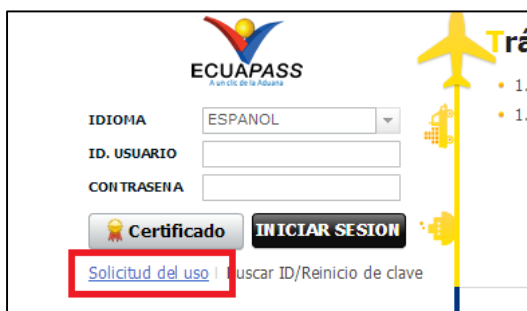 ECUAPASS
A un clic de la Aduana
Trá
1.
1.
IDIOMA ESPANOL
ID. USUARIO
CONTRASENA
Certificado INICIAR SESION
Solicitud del uso | Buscar ID/Reinicio de clave